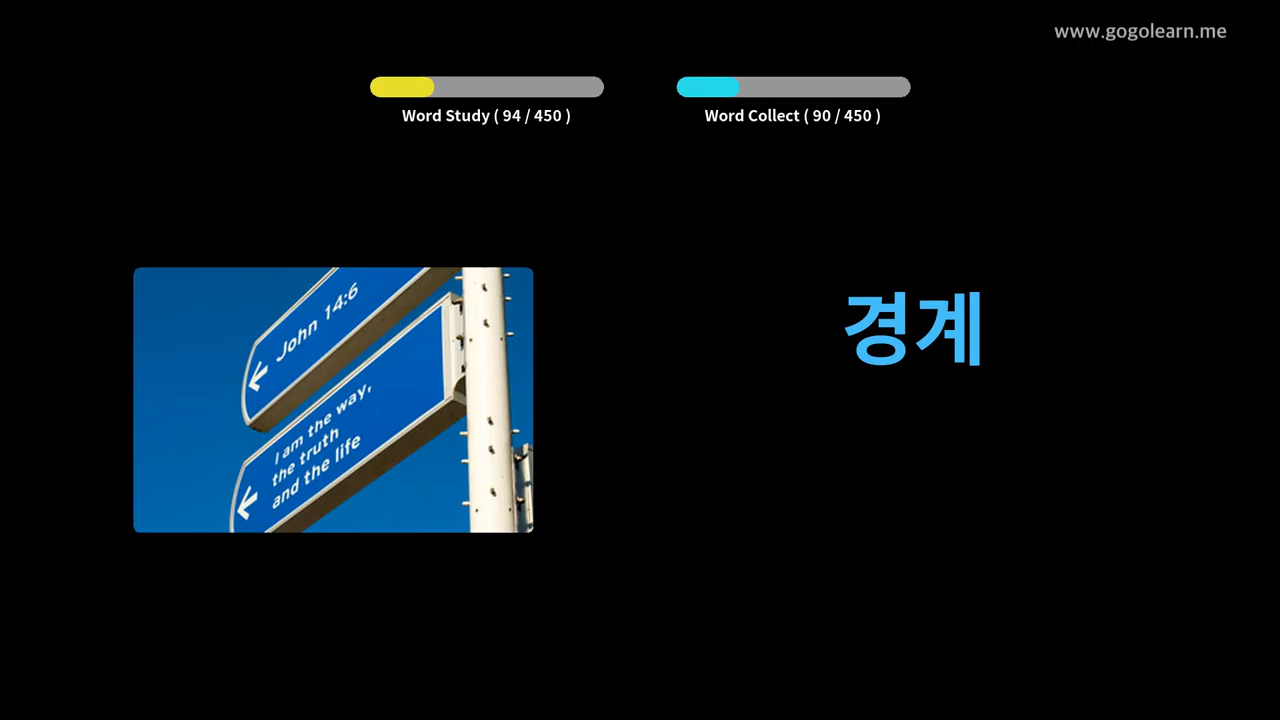 www.gogolearn.me
Word Study ( 94 / 450 )
Word Collect ( 90 / 450 )
John 14:6
I am the way,
the truth
and the life
경계